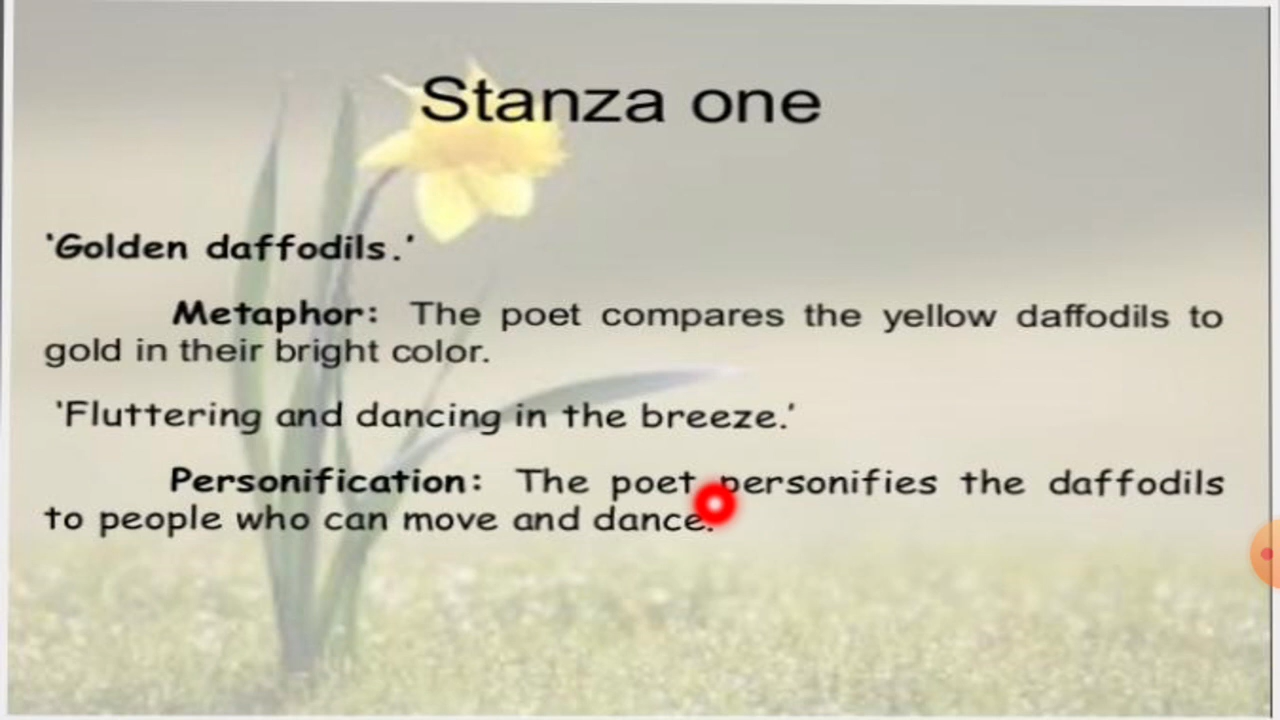 Stanza one
‘Golden daffodils.’
Metaphor: The poet compares the yellow daffodils to
gold in their bright color.
‘Fluttering and dancing in the breeze.’
Personification: The poet personifies the daffodils
to people who can move and dance.